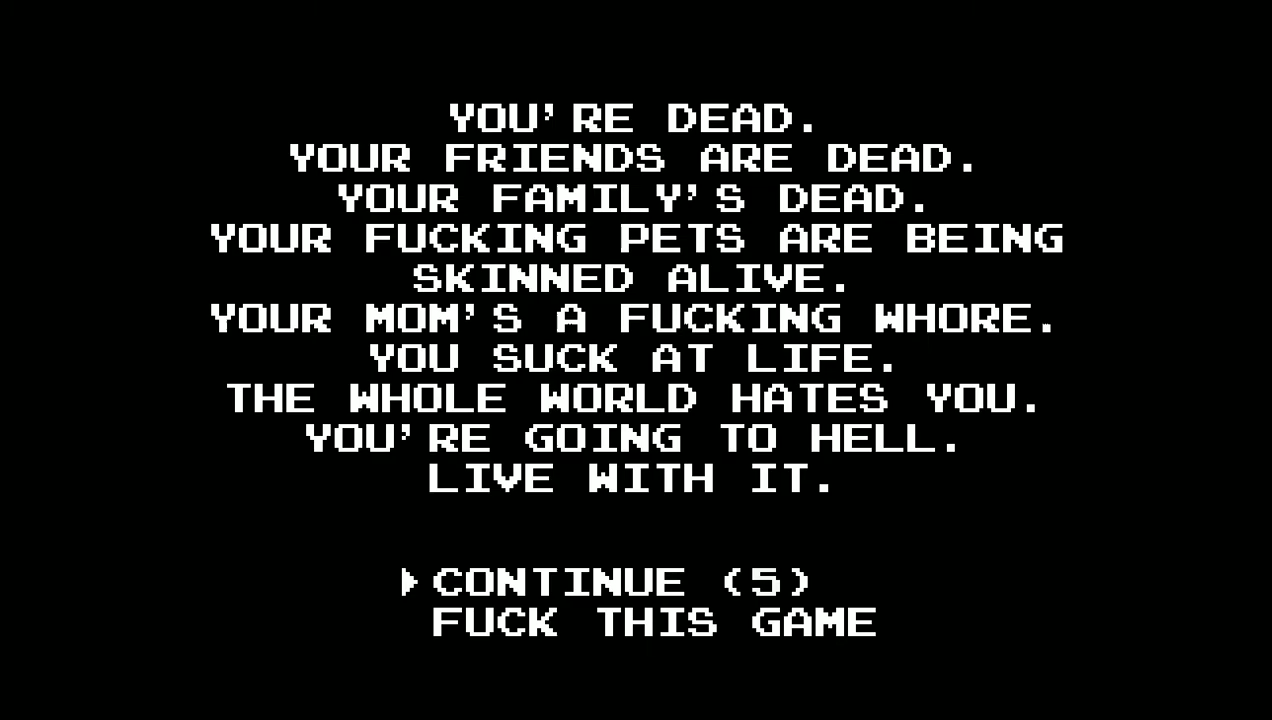 YOU'RE DEAD.
YOUR FRIENDS ARE DEAD.
YOUR FAMILY'S DEAD.
YOUR FUCKING PETS ARE BEING
SKINNED ALIVE.
YOUR MOM'S A FUCKING WHORE.
YOU SUCK AT LIFE.
THE WHOLE WORLD HATES YOU.
YOU'RE GOING TO HELL.
LIVE WITH IT.
CONTINUE (5)
FUCK THIS GAME